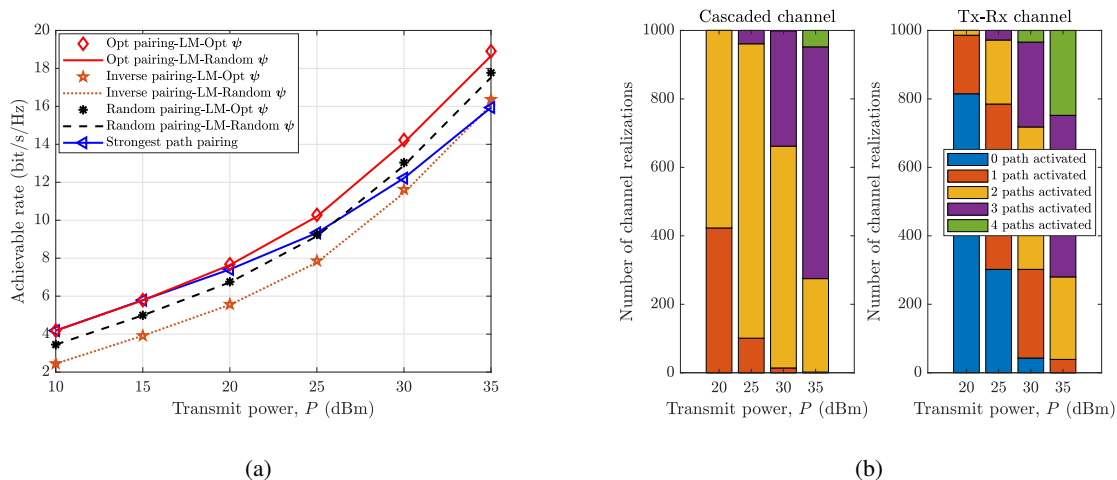 20
18
16
14
12
10
8
6
4
2
Achievable rate (bit/s/Hz)
Opt pairing-LM-Opt ψ
Opt pairing-LM-Random ψ
Inverse pairing-LM-Opt ψ
Inverse pairing-LM-Random ψ
Random pairing-LM-Opt ψ
Random pairing-LM-Random ψ
Strongest path pairing
10 15 20 25 30 35
Transmit power, P (dBm)
(a)
Cascaded channel
1000
800
600
400
200
0
Number of channel realizations
20 25 30 35
Transmit power, P (dBm)
Tx-Rx channel
1000
800
600
400
200
0
Number of channel realizations
0 path activated
1 path activated
2 paths activated
3 paths activated
4 paths activated
20 25 30 35
Transmit power, P (dBm)
(b)